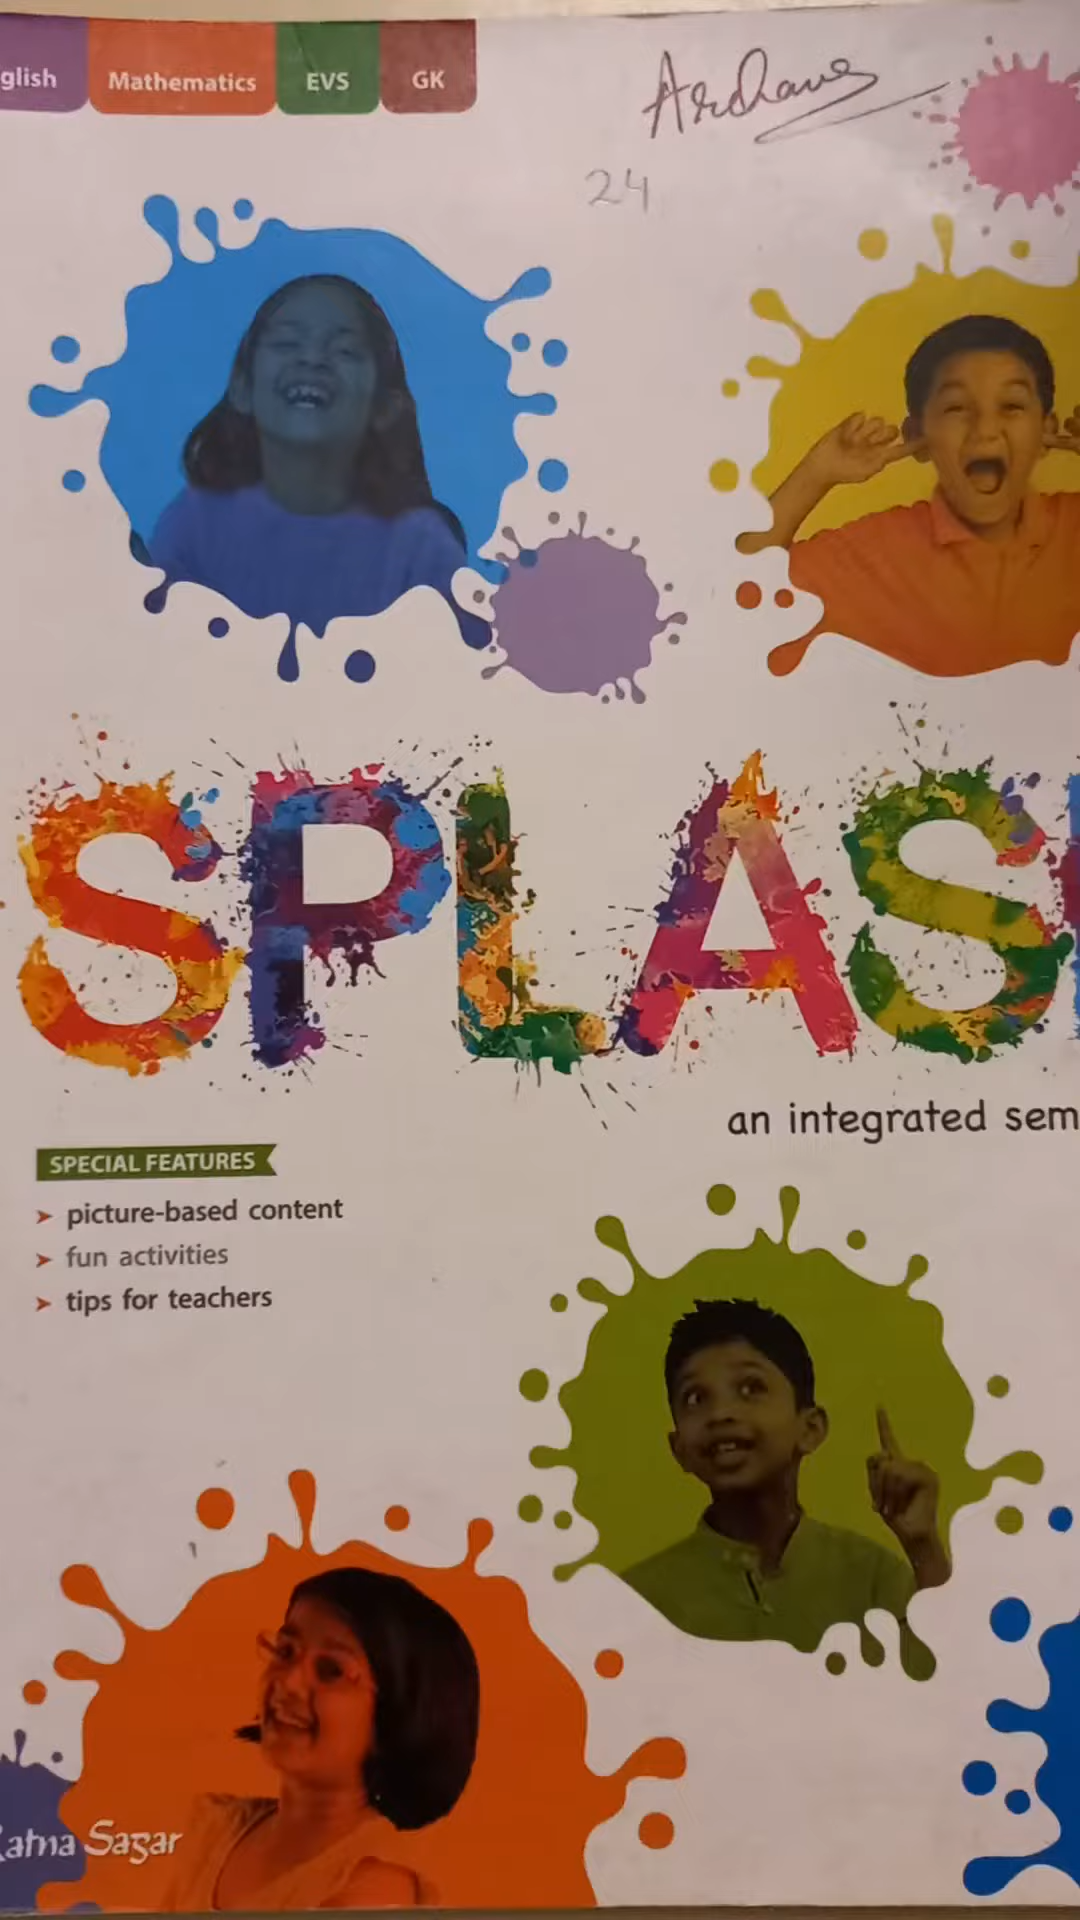 glish Mathematics EVS GK
24
SPLAS
an integrated sem
SPECIAL FEATURES
➤ picture-based content
➤ fun activities
➤ tips for teachers
Ratna Sagar